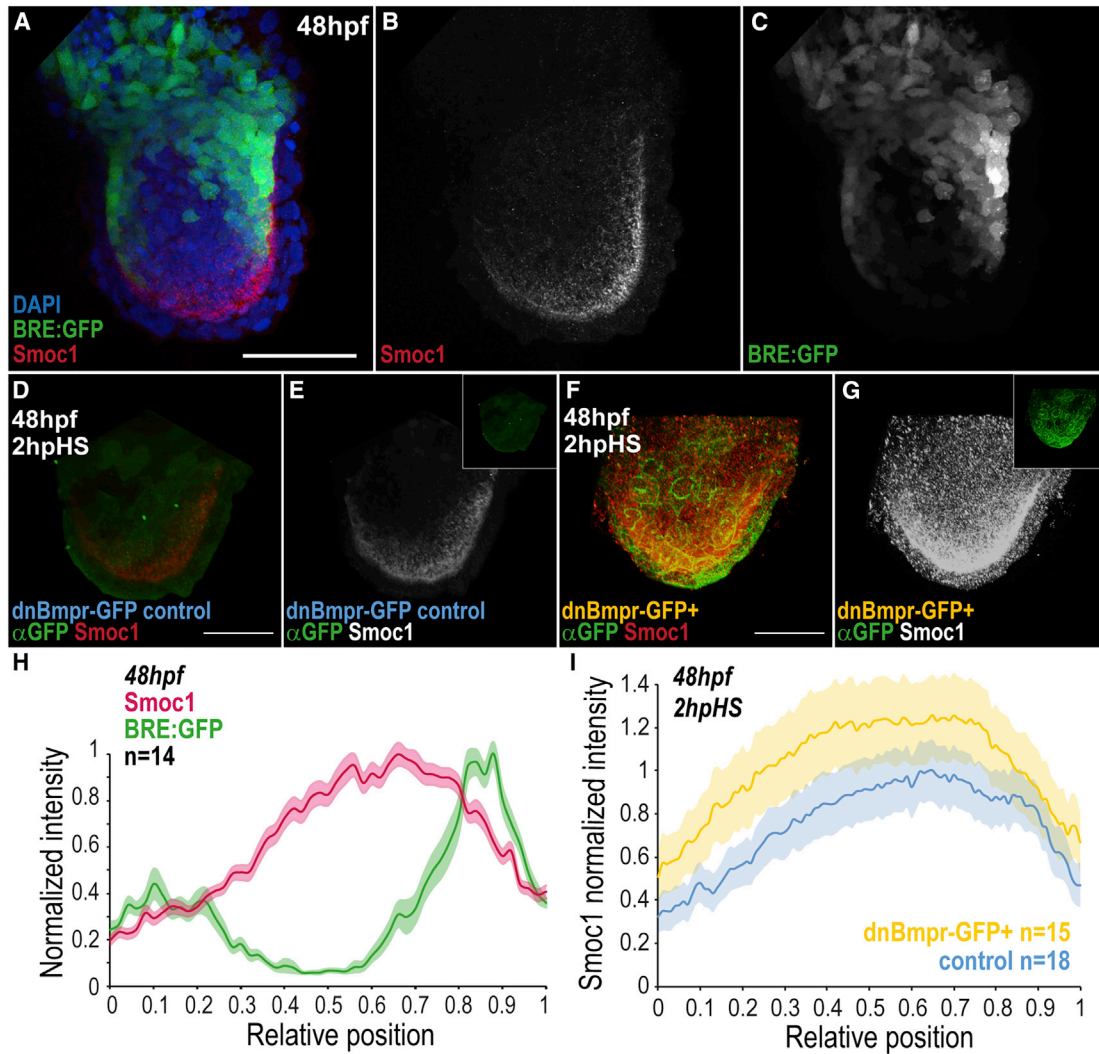 A
48hpf
DAPI
BRE:GFP
Smoc1
B
Smoc1
C
BRE:GFP
D
48hpf
2hpHS
dnBmpr-GFP control
αGFP Smoc1
E
dnBmpr-GFP control
αGFP Smoc1
F
48hpf
2hpHS
dnBmpr-GFP+
αGFP Smoc1
G
dnBmpr-GFP+
αGFP Smoc1
H
48hpf
Smoc1
BRE:GFP
n=14
Normalized intensity
1
0.8
0.6
0.4
0.2
0
0 0.1 0.2 0.3 0.4 0.5 0.6 0.7 0.8 0.9 1
Relative position
I
48hpf
2hpHS
Smoc1 normalized intensity
1.4
1.2
1
0.8
0.6
0.4
0.2
0
dnBmpr-GFP+ n=15
control n=18
0 0.1 0.2 0.3 0.4 0.5 0.6 0.7 0.8 0.9 1
Relative position